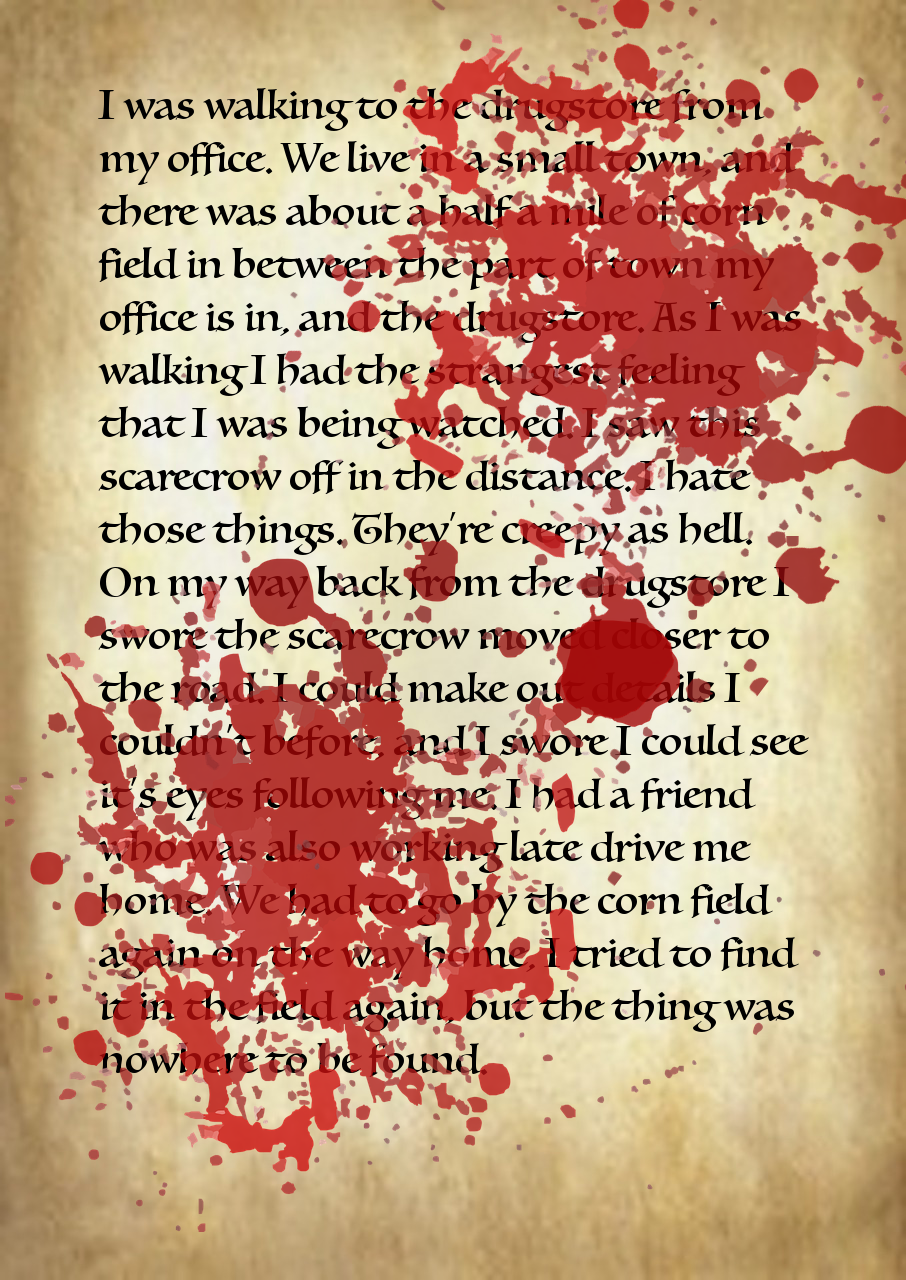 I was walking to the drugstore from
my office. We live in a small town, and
there was about a half a mile of corn
field in between the part of town my
office is in, and the drugstore. As I was
walking I had the strangest feeling
that I was being watched. I saw this
scarecrow off in the distance. I hate
those things. They're creepy as hell.
On my way back from the drugstore I
swore the scarecrow moved closer to
the road. I could make out details I
couldn't before, and I swore I could see
it's eyes following me. I had a friend
who was also working late drive me
home. We had to go by the corn field
again on the way home, I tried to find
it in the field again, but the thing was
nowhere to be found.